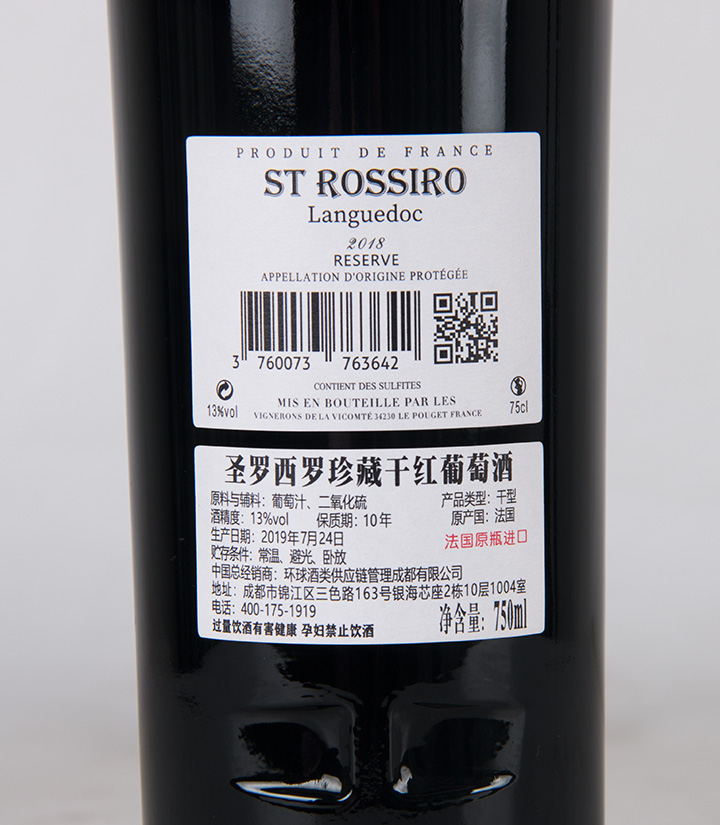 PRODUIT DE FRANCE
ST ROSSIRO
Languedoc
2018
RESERVE
APPELLATION D'ORIGINE PROTÉGÉE
3 760073 763642
CONTIENT DES SULFITES
MIS EN BOUTEILLE PAR LES
13%vol
VIGNERONS DE LA VICOMTÉ 34230 LE POUGET FRANCE
75cl
圣罗西罗珍藏干红葡萄酒
原料与辅料：葡萄汁、二氧化硫 产品类型：干型
酒精度：13%vol 保质期：10年 原产国：法国
生产日期：2019年7月24日 法国原瓶进口
贮存条件：常温、避光、卧放
中国总经销商：环球酒类供应链管理成都有限公司
地址：成都市锦江区三色路163号银海芯座2栋10层1004室
电话：400-175-1919
过量饮酒有害健康 孕妇禁止饮酒
净含量：750ml